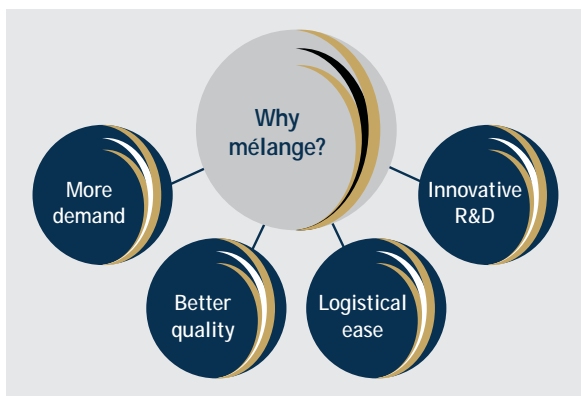 Why
mélange?
More
demand
Innovative
R&D
Better
quality
Logistical
ease